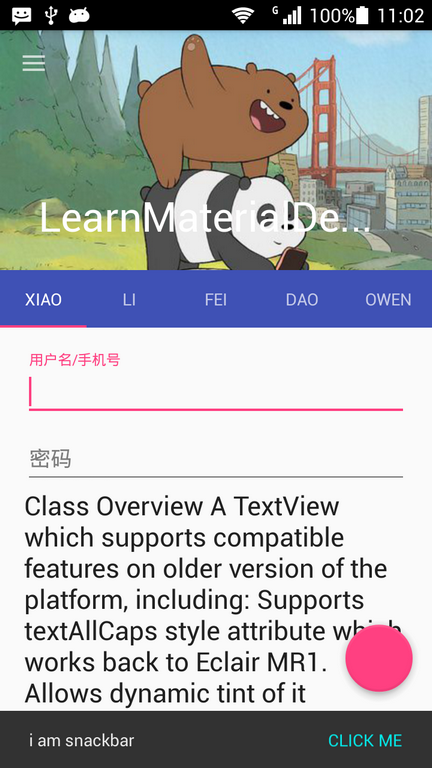 G 100% 11:02
LearnMaterialDe...
XIAO LI FEI DAO OWEN
用户名/手机号
密码
Class Overview A TextView
which supports compatible
features on older version of the
platform, including: Supports
textAllCaps style attribute which
works back to Eclair MR1.
Allows dynamic tint of it
i am snackbar CLICK ME